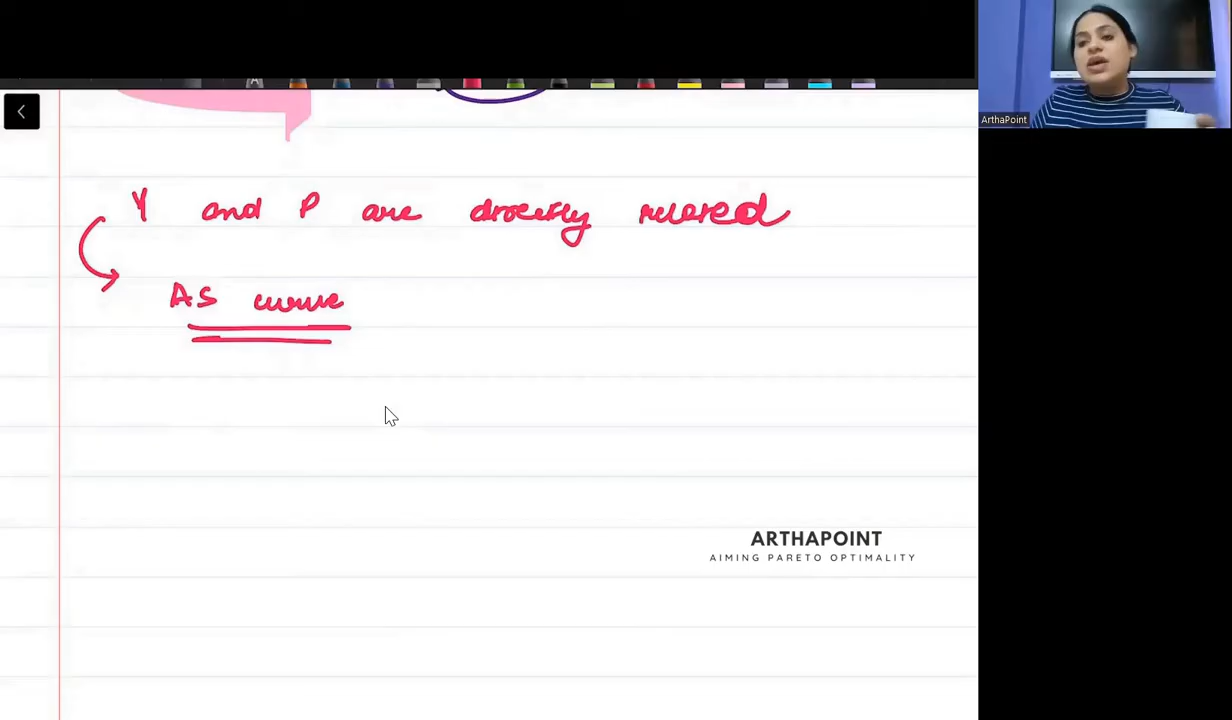 ArthaPoint
Y and P are directly related
AS curve
ARTHAPOINT
AIMING PARETO OPTIMALITY